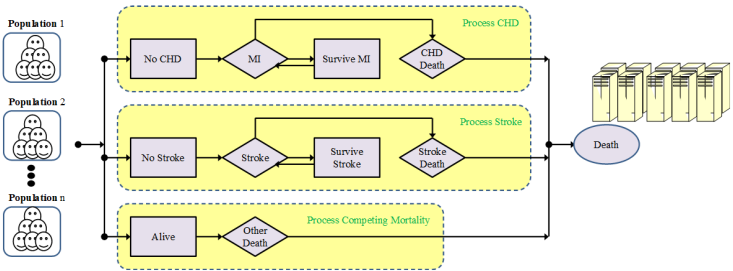 Population 1
Population 2
Population n
Process CHD
No CHD
MI
Survive MI
CHD
Death
Process Stroke
No Stroke
Stroke
Survive
Stroke
Stroke
Death
Process Competing Mortality
Alive
Other
Death
Death